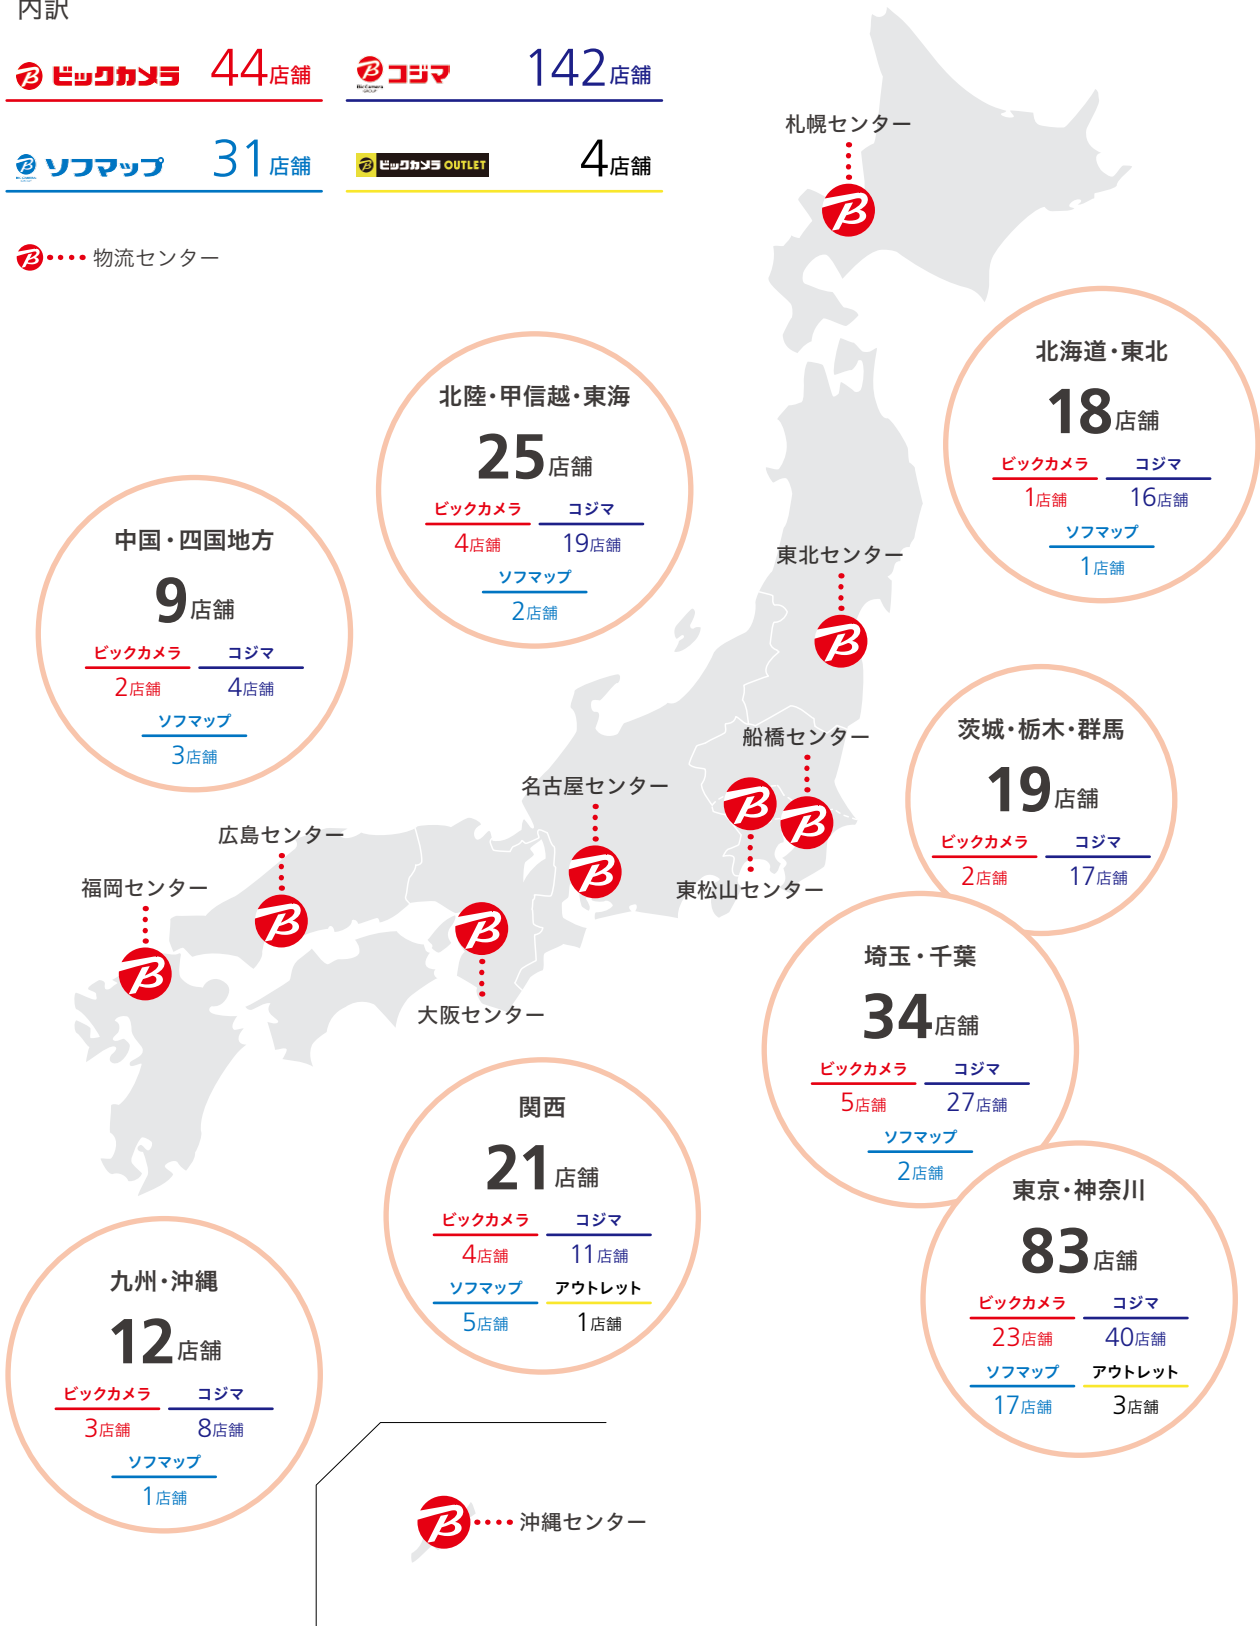 内訳
ビックカメラ 44店舗
コジマ 142店舗
ソフマップ 31店舗
ビックカメラ OUTLET 4店舗
物流センター
札幌センター
北海道・東北
18店舗
ビックカメラ コジマ
1店舗 16店舗
ソフマップ
1店舗
北陸・甲信越・東海
25店舗
ビックカメラ コジマ
4店舗 19店舗
ソフマップ
2店舗
中国・四国地方
9店舗
ビックカメラ コジマ
2店舗 4店舗
ソフマップ
3店舗
東北センター
船橋センター
茨城・栃木・群馬
19店舗
ビックカメラ コジマ
2店舗 17店舗
名古屋センター
広島センター
福岡センター
東松山センター
大阪センター
埼玉・千葉
34店舗
ビックカメラ コジマ
5店舗 27店舗
ソフマップ
2店舗
関西
21店舗
ビックカメラ コジマ
4店舗 11店舗
ソフマップ アウトレット
5店舗 1店舗
東京・神奈川
83店舗
ビックカメラ コジマ
23店舗 40店舗
ソフマップ アウトレット
17店舗 3店舗
九州・沖縄
12店舗
ビックカメラ コジマ
3店舗 8店舗
ソフマップ
1店舗
沖縄センター